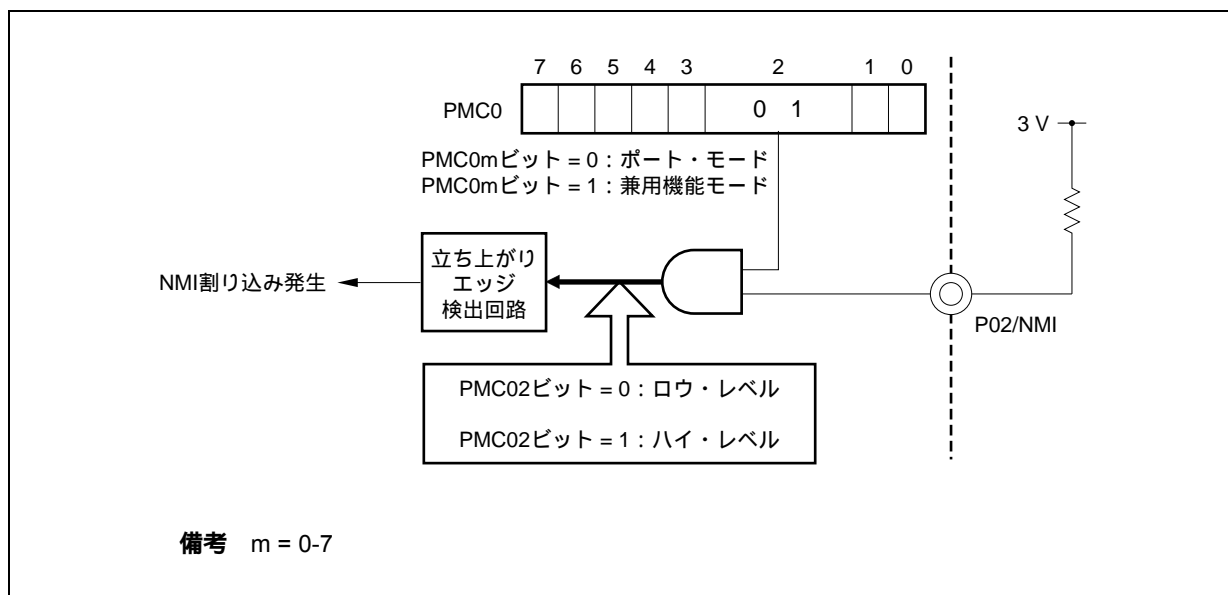 7 6 5 4 3 2 1 0
PMC0
0 1
3 V
PMC0mビット = 0：ポート・モード
PMC0mビット = 1：兼用機能モード
立ち上がり
エッジ
検出回路
NMI割り込み発生
P02/NMI
PMC02ビット = 0：ロウ・レベル
PMC02ビット = 1：ハイ・レベル
備考 m = 0-7